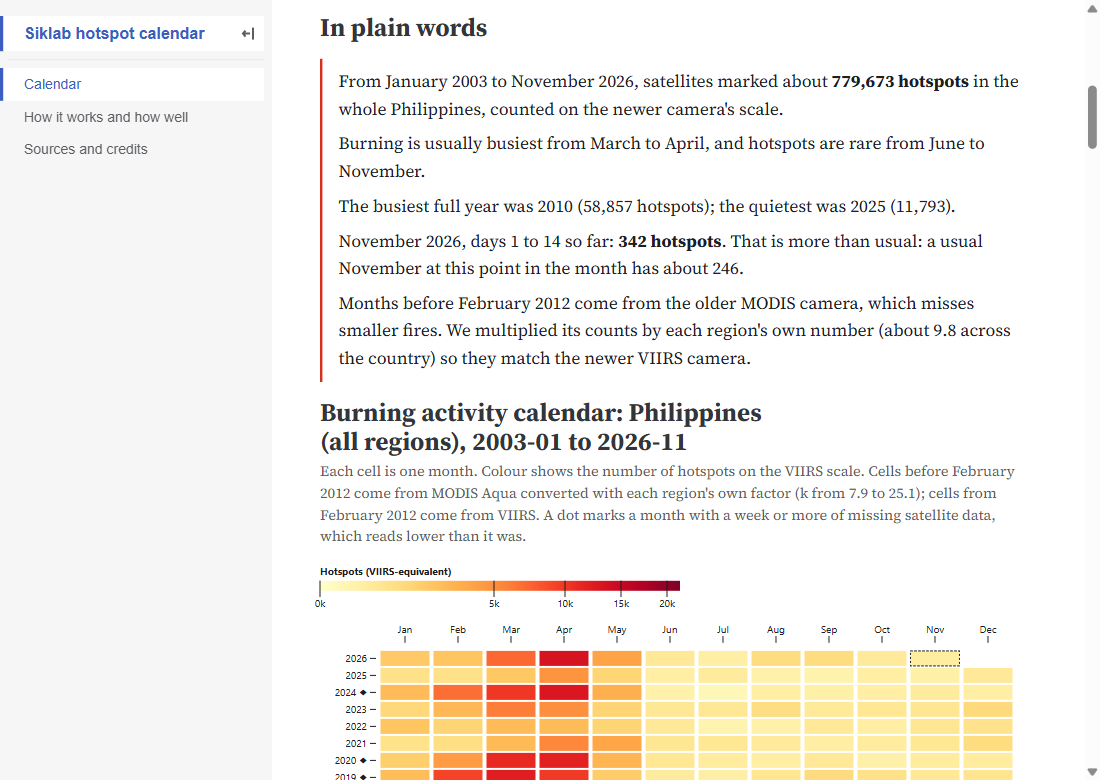 Siklab hotspot calendar
Calendar
How it works and how well
Sources and credits
In plain words
From January 2003 to November 2026, satellites marked about 779,673 hotspots in the
whole Philippines, counted on the newer camera's scale.
Burning is usually busiest from March to April, and hotspots are rare from June to
November.
The busiest full year was 2010 (58,857 hotspots); the quietest was 2025 (11,793).
November 2026, days 1 to 14 so far: 342 hotspots. That is more than usual: a usual
November at this point in the month has about 246.
Months before February 2012 come from the older MODIS camera, which misses
smaller fires. We multiplied its counts by each region's own number (about 9.8 across
the country) so they match the newer VIIRS camera.
Burning activity calendar: Philippines
(all regions), 2003-01 to 2026-11
Each cell is one month. Colour shows the number of hotspots on the VIIRS scale. Cells before February
2012 come from MODIS Aqua converted with each region's own factor (k from 7.9 to 25.1); cells from
February 2012 come from VIIRS. A dot marks a month with a week or more of missing satellite data,
which reads lower than it was.
Hotspots (VIIRS-equivalent)
0k 5k 10k 15k 20k
Jan Feb Mar Apr May Jun Jul Aug Sep Oct Nov Dec
2026
2025
2024 ◆
2023
2022
2021
2020 ◆
2019 ◆